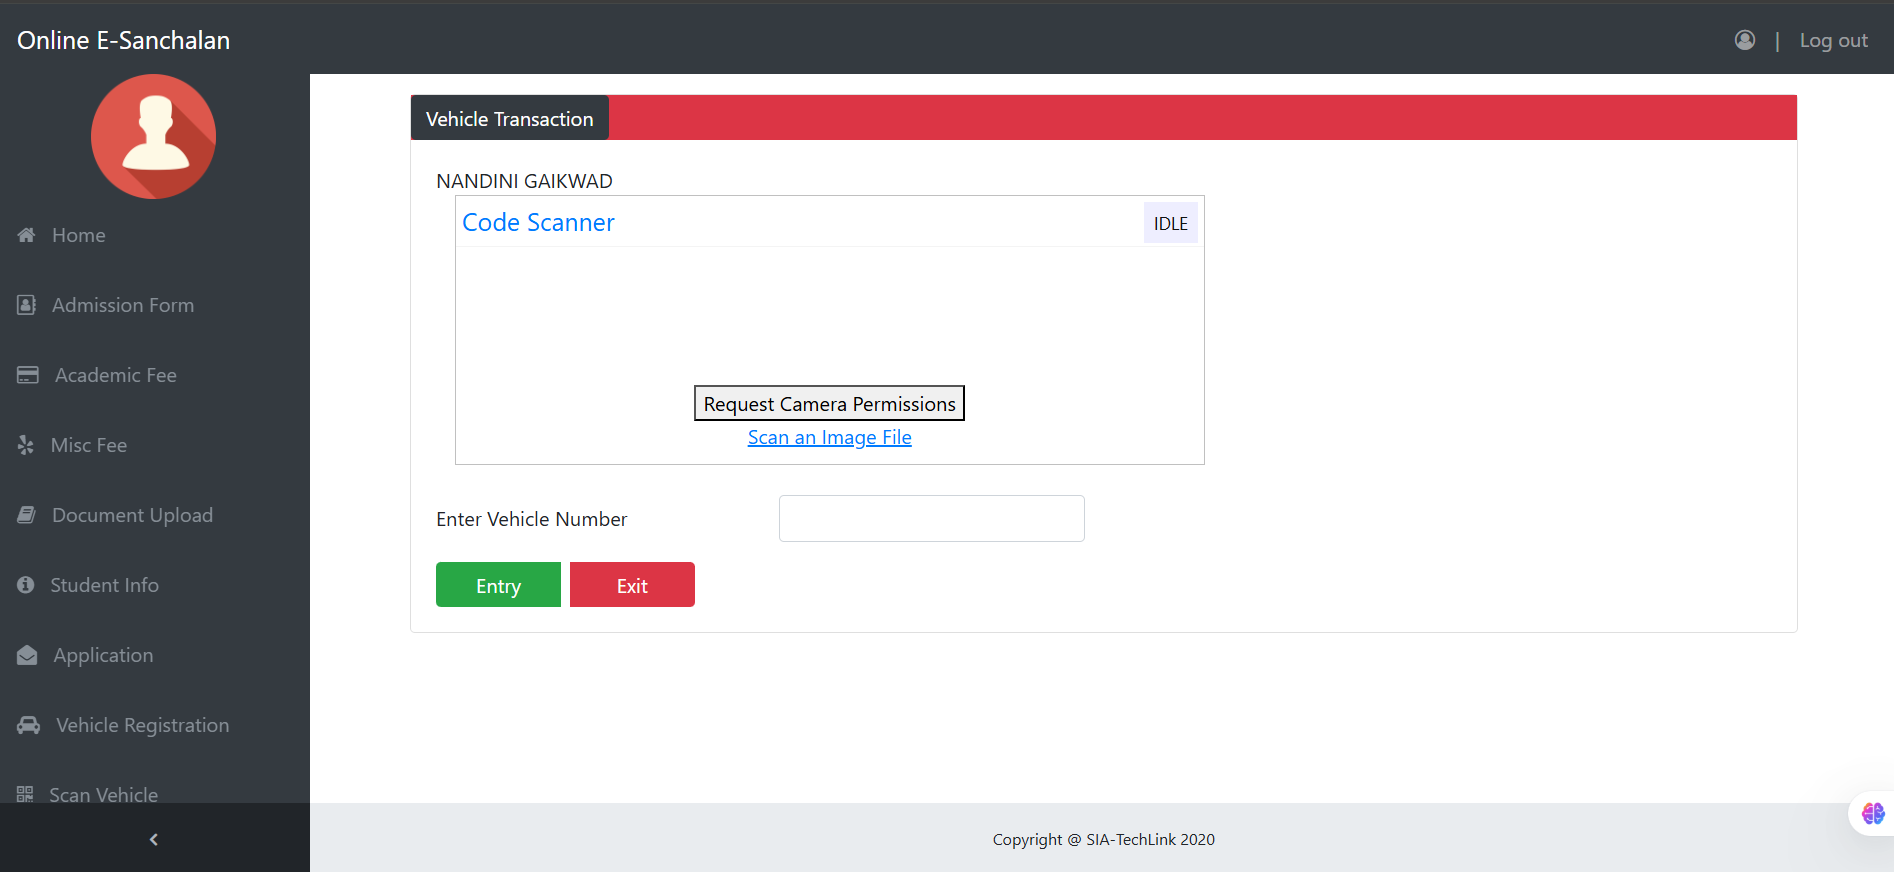 Online E-Sanchalan
| Log out
Home
Admission Form
Academic Fee
Misc Fee
Document Upload
Student Info
Application
Vehicle Registration
Scan Vehicle
Vehicle Transaction
NANDINI GAIKWAD
Code Scanner
IDLE
Request Camera Permissions
Scan an Image File
Enter Vehicle Number
Entry
Exit
Copyright @ SIA-TechLink 2020